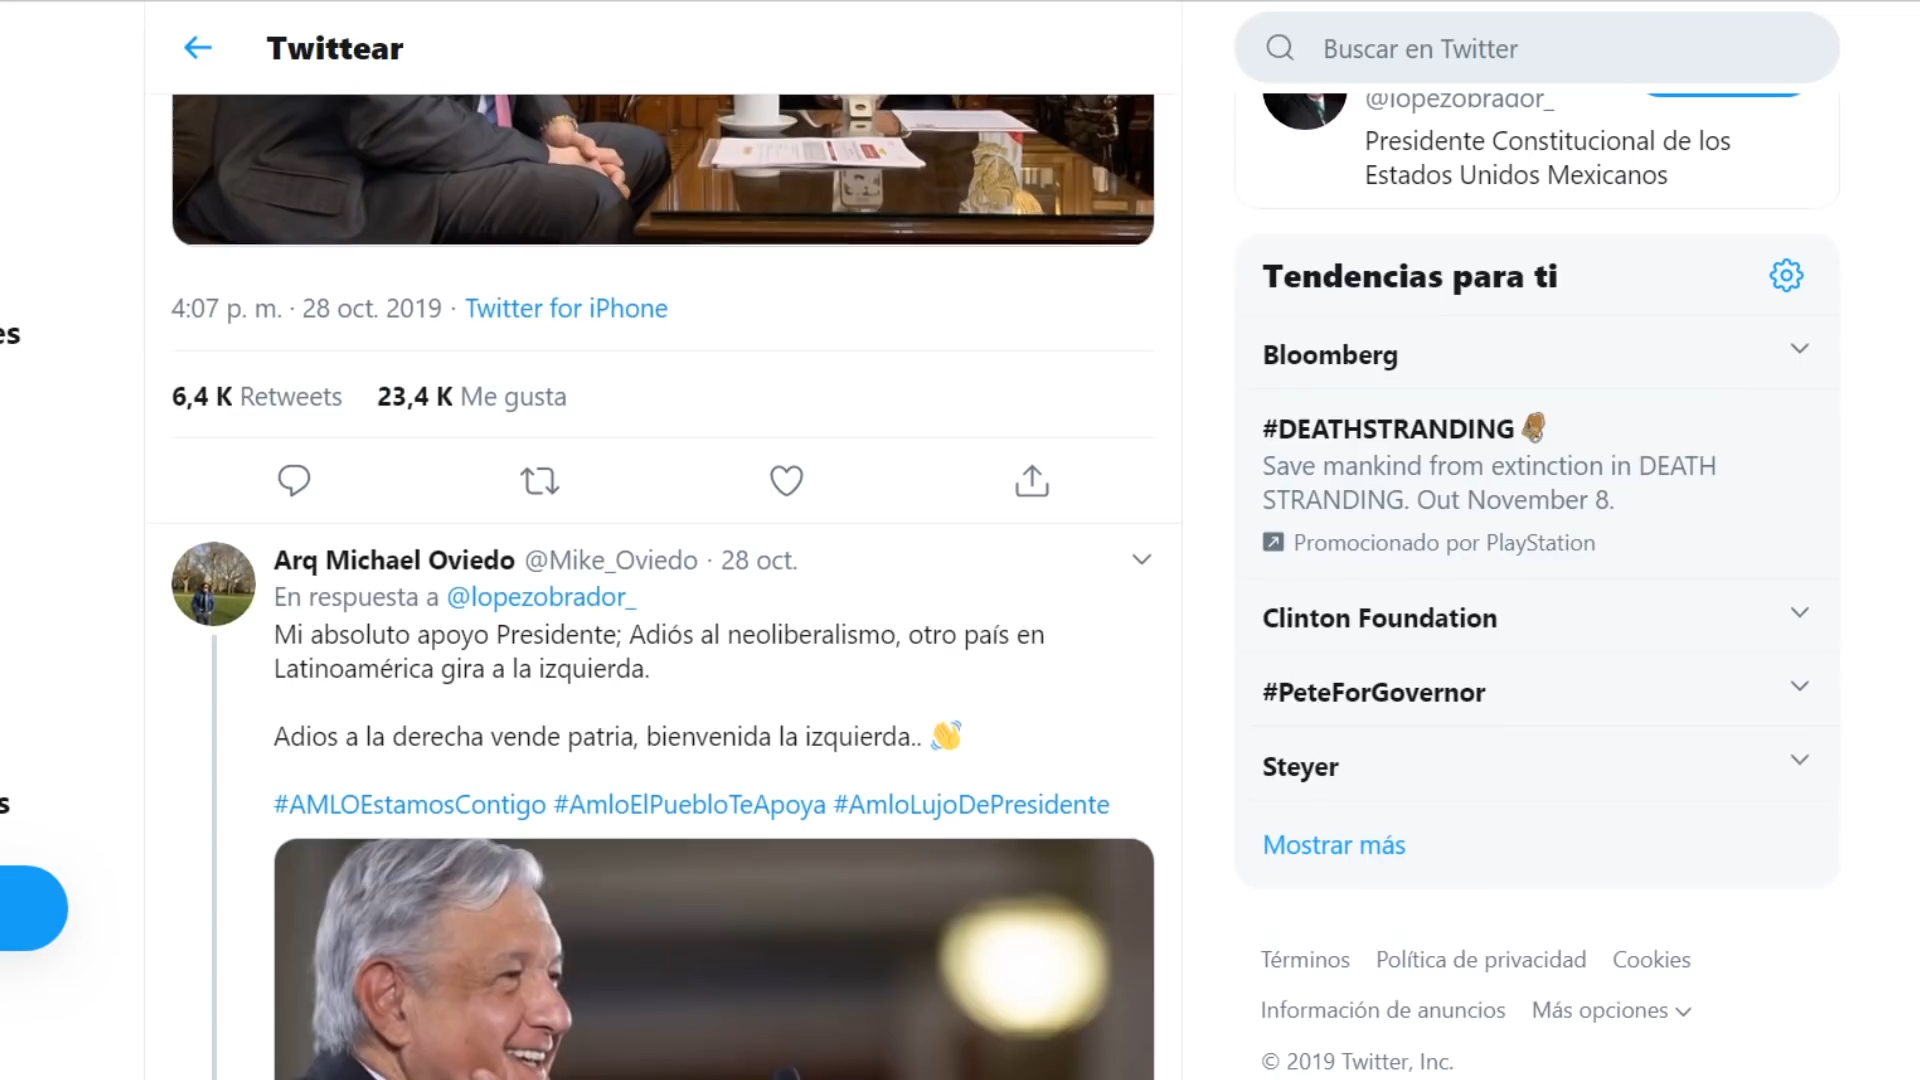 Twittear
Buscar en Twitter
@lopezobrador_
Presidente Constitucional de los
Estados Unidos Mexicanos
es
s
4:07 p. m. · 28 oct. 2019 · Twitter for iPhone
6,4 K Retweets 23,4 K Me gusta
Arq Michael Oviedo @Mike_Oviedo · 28 oct.
En respuesta a @lopezobrador_
Mi absoluto apoyo Presidente; Adiós al neoliberalismo, otro país en
Latinoamérica gira a la izquierda.
Adios a la derecha vende patria, bienvenida la izquierda.. 👋
#AMLOEstamosContigo #AmloElPuebloTeApoya #AmloLujoDePresidente
Tendencias para ti
Bloomberg
#DEATHSTRANDING
Save mankind from extinction in DEATH
STRANDING. Out November 8.
Promocionado por PlayStation
Clinton Foundation
#PeteForGovernor
Steyer
Mostrar más
Términos Política de privacidad Cookies
Información de anuncios Más opciones
© 2019 Twitter, Inc.